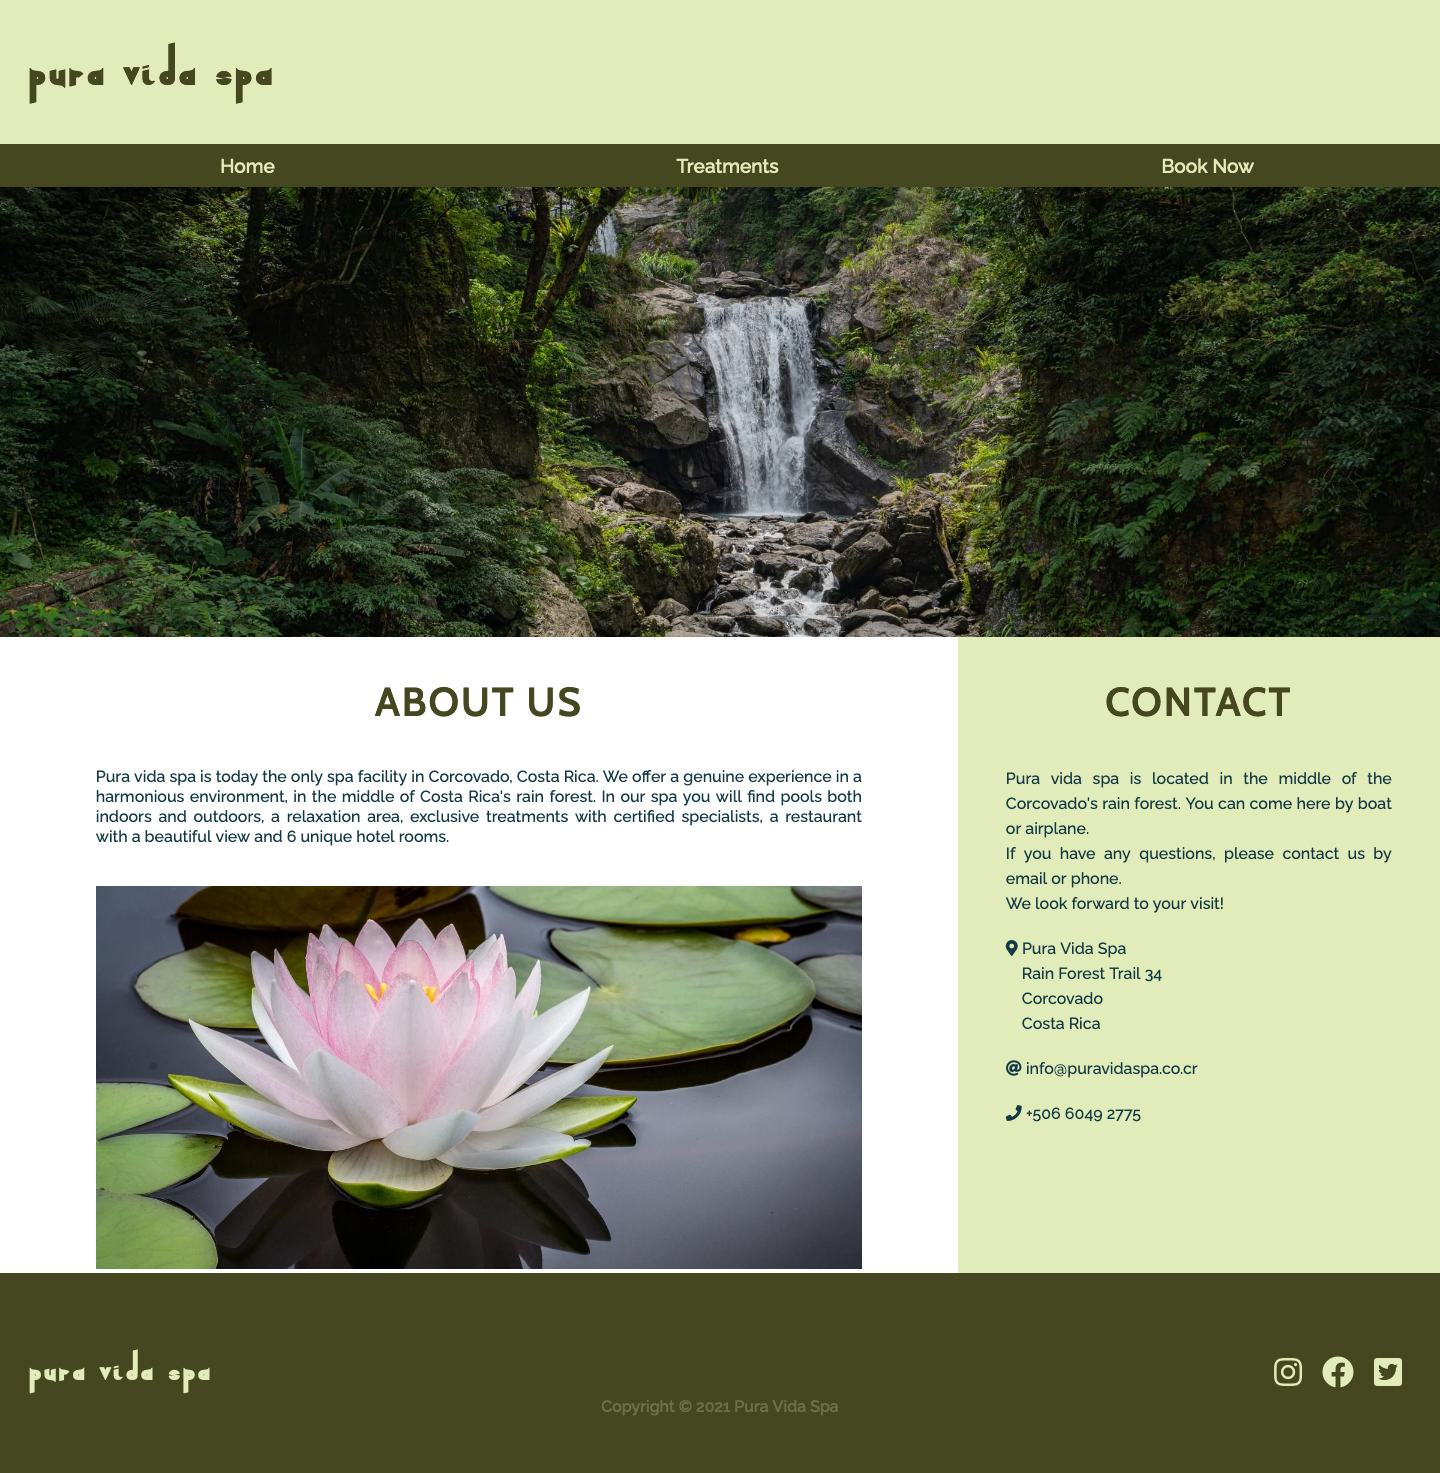 pura vida spa
Home
Treatments
Book Now
ABOUT US
Pura vida spa is today the only spa facility in Corcovado, Costa Rica. We offer a genuine experience in a
harmonious environment, in the middle of Costa Rica's rain forest. In our spa you will find pools both
indoors and outdoors, a relaxation area, exclusive treatments with certified specialists, a restaurant
with a beautiful view and 6 unique hotel rooms.
CONTACT
Pura vida spa is located in the middle of the
Corcovado's rain forest. You can come here by boat
or airplane.
If you have any questions, please contact us by
email or phone.
We look forward to your visit!
Pura Vida Spa
Rain Forest Trail 34
Corcovado
Costa Rica
info@puravidaspa.co.cr
+506 6049 2775
pura vida spa
Copyright © 2021 Pura Vida Spa